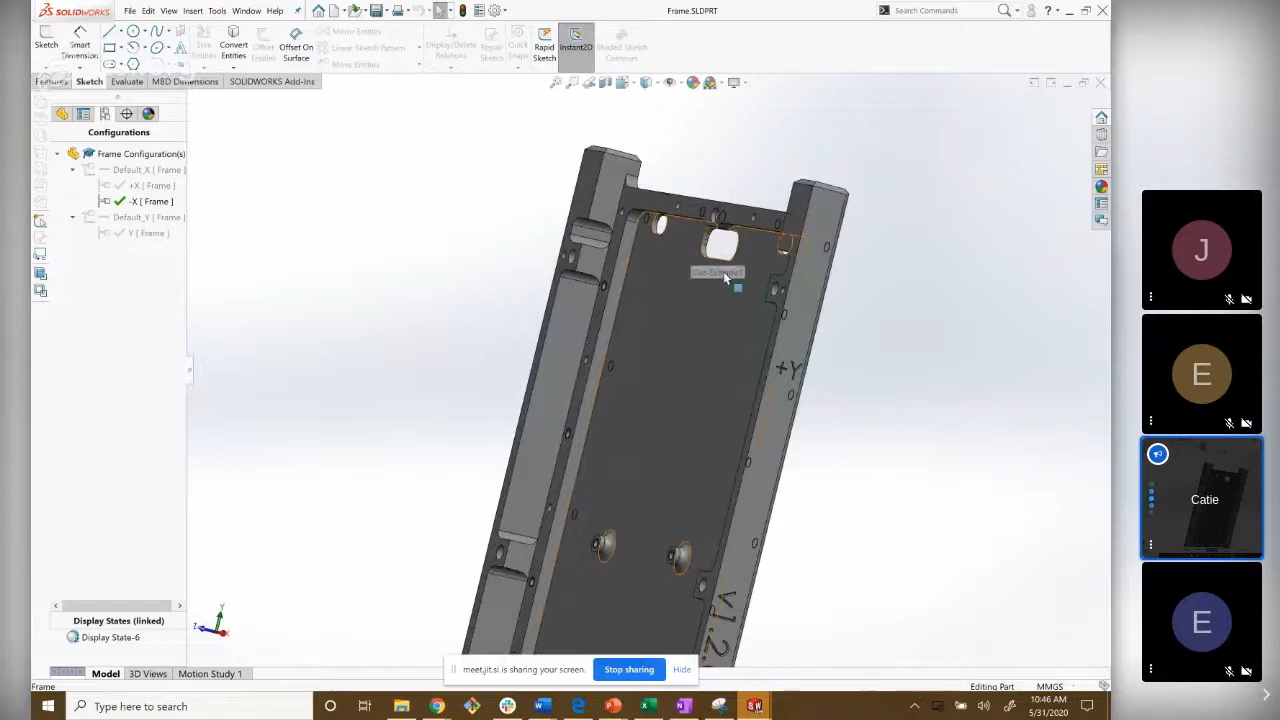 SOLIDWORKS
File Edit View Insert Tools Window Help
Frame.SLDPRT
Search Commands
Sketch
Smart Dimension
Trim Entities
Convert Entities
Offset Entities
Offset On Surface
Mirror Entities
Linear Sketch Pattern
Move Entities
Display/Delete Relations
Repair Sketch
Quick Snaps
Rapid Sketch
Instant2D
Shaded Sketch Contours
Features Sketch Evaluate MBD Dimensions SOLIDWORKS Add-Ins
Configurations
Frame Configuration(s)
Default_X [ Frame ]
+X [ Frame ]
-X [ Frame ]
Default_Y [ Frame ]
Y [ Frame ]
+Y
v1.2.
Display States (linked)
Display State-6
Y
Z
X
meet.jit.si is sharing your screen.
Stop sharing
Hide
Model 3D Views Motion Study 1
Frame
Editing Part
MMGS
Type here to search
10:46 AM
5/31/2020
J
E
Catie
E